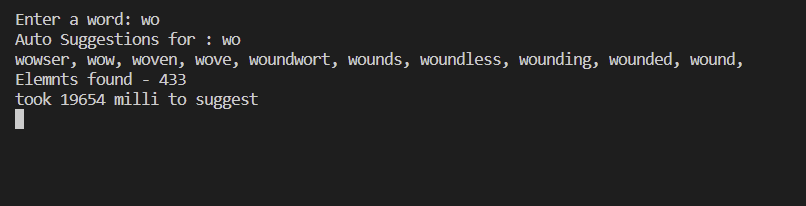 Enter a word: wo
Auto Suggestions for : wo
wowser, wow, woven, wove, woundwort, wounds, woundless, wounding, wounded, wound,
Elemnts found - 433
took 19654 milli to suggest